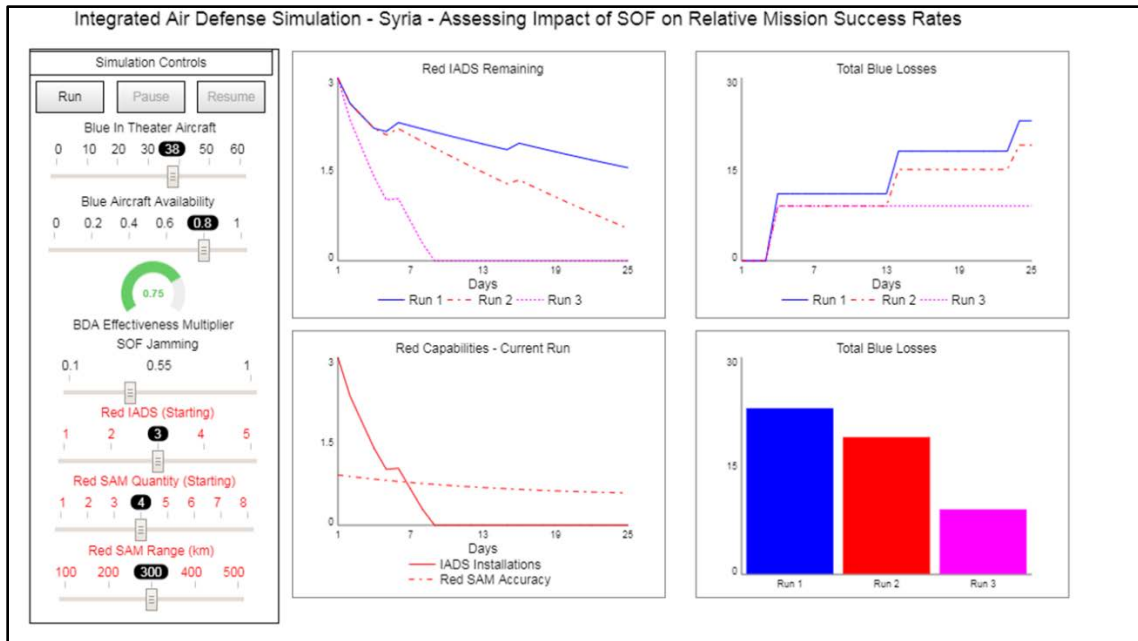 Integrated Air Defense Simulation - Syria - Assessing Impact of SOF on Relative Mission Success Rates
Simulation Controls
Run Pause Resume
Blue In Theater Aircraft
0 10 20 30 38 50 60
Blue Aircraft Availability
0 0.2 0.4 0.6 0.8 1
0.75
BDA Effectiveness Multiplier
SOF Jamming
0.1 0.55 1
Red IADS (Starting)
1 2 3 4 5
Red SAM Quantity (Starting)
1 2 3 4 5 6 7 8
Red SAM Range (km)
100 200 300 400 500
Red IADS Remaining
3
1.5
0
1 7 13 19 25
Days
Run 1 Run 2 Run 3
Total Blue Losses
30
15
0
1 7 13 19 25
Days
Run 1 Run 2 Run 3
Red Capabilities - Current Run
3
1.5
0
1 7 13 19 25
Days
IADS Installations
Red SAM Accuracy
Total Blue Losses
30
15
0
Run 1 Run 2 Run 3